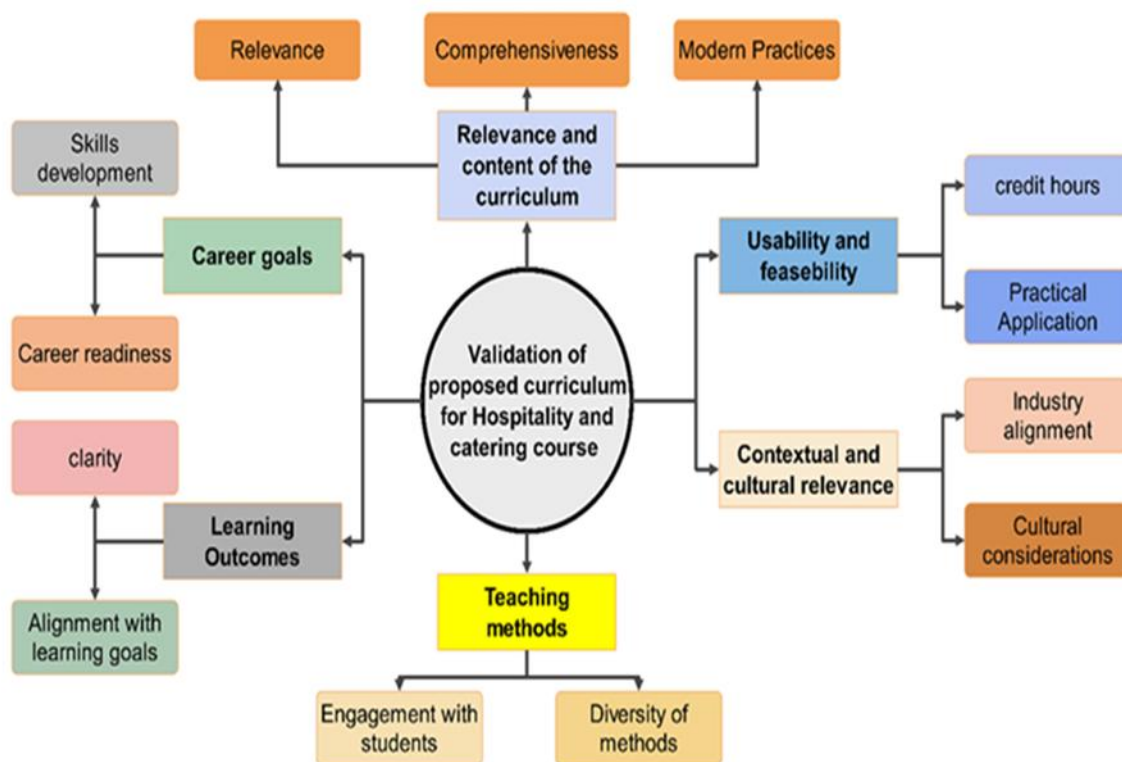 Relevance
Comprehensiveness
Modern Practices
Relevance and
content of the
curriculum
Skills
development
Career goals
Career readiness
Usability and
feasebility
credit hours
Practical
Application
Validation of
proposed curriculum
for Hospitality and
catering course
clarity
Learning
Outcomes
Alignment with
learning goals
Contextual and
cultural relevance
Industry
alignment
Cultural
considerations
Teaching
methods
Engagement with
students
Diversity of
methods